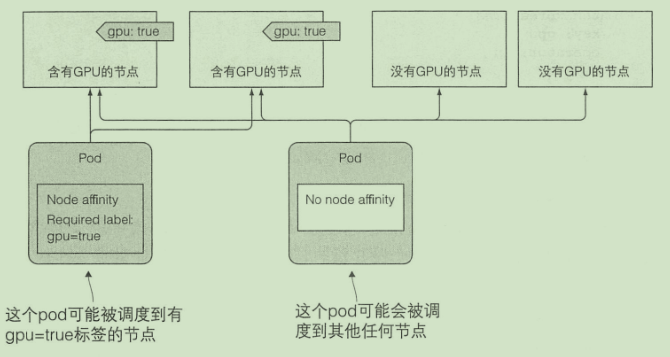 gpu: true
gpu: true
含有GPU的节点
含有GPU的节点
没有GPU的节点
没有GPU的节点
Pod
Node affinity
Required label:
gpu=true
Pod
No node affinity
这个pod可能被调度到有
gpu=true标签的节点
这个pod可能会被调
度到其他任何节点